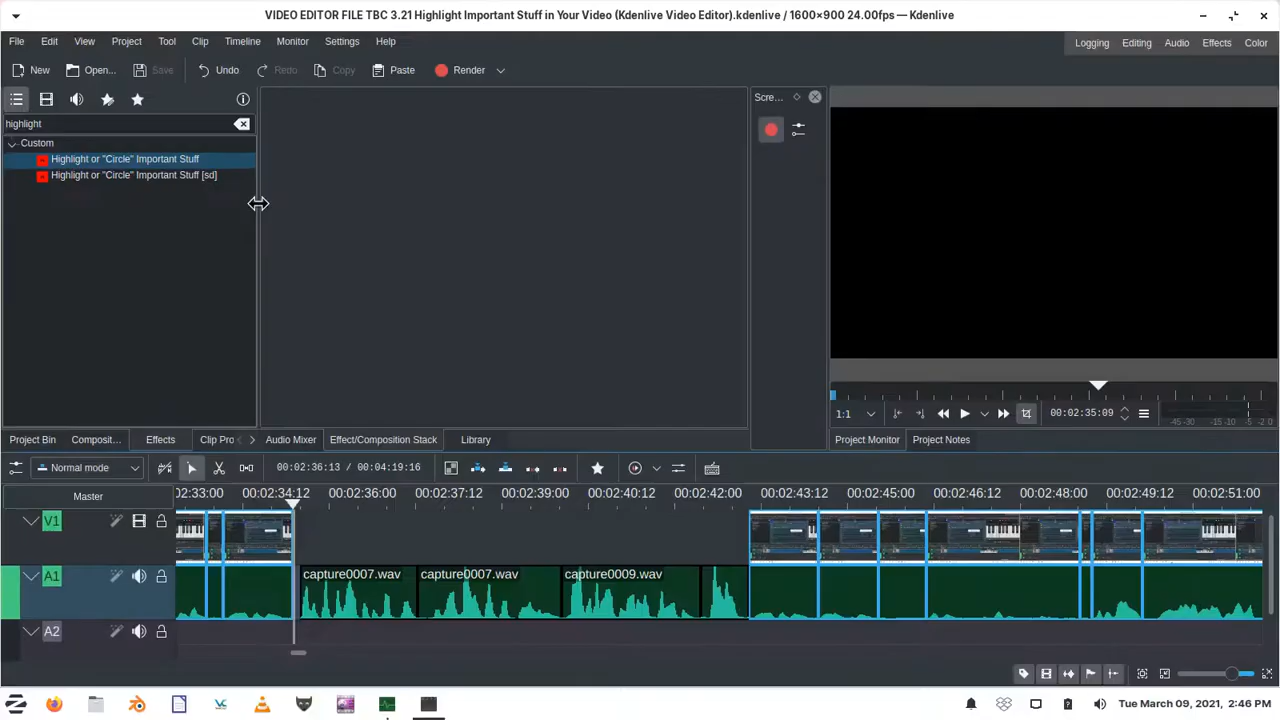 VIDEO EDITOR FILE TBC 3.21 Highlight Important Stuff in Your Video (Kdenlive Video Editor).kdenlive / 1600×900 24.00fps — Kdenlive
File Edit View Project Tool Clip Timeline Monitor Settings Help
Logging Editing Audio Effects Color
New Open... Save Undo Redo Copy Paste Render
Scre...
highlight
Custom
Highlight or "Circle" Important Stuff
Highlight or "Circle" Important Stuff [sd]
1:1 00:02:35:09
-45 -30 -15 -10 -5 -2.0
Project Bin Composit... Effects Clip Pro Audio Mixer Effect/Composition Stack Library Project Monitor Project Notes
Normal mode 00:02:36:13 / 00:04:19:16
Master
02:33:00 00:02:34:12 00:02:36:00 00:02:37:12 00:02:39:00 00:02:40:12 00:02:42:00 00:02:43:12 00:02:45:00 00:02:46:12 00:02:48:00 00:02:49:12 00:02:51:00
V1
A1 capture0007.wav capture0007.wav capture0009.wav
A2
Tue March 09, 2021, 2:46 PM